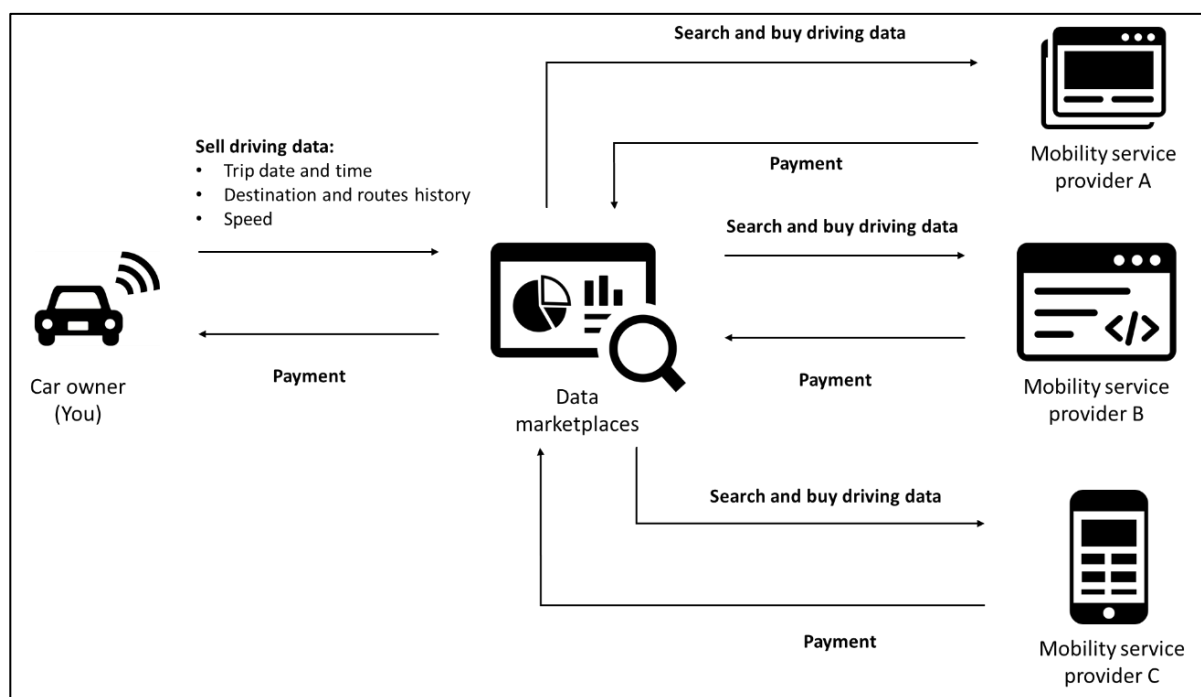 Search and buy driving data
Payment
Mobility service
provider A
Sell driving data:
• Trip date and time
• Destination and routes history
• Speed
Search and buy driving data
Payment
Payment
Car owner
(You)
Data
marketplaces
Mobility service
provider B
Search and buy driving data
Payment
Mobility service
provider C